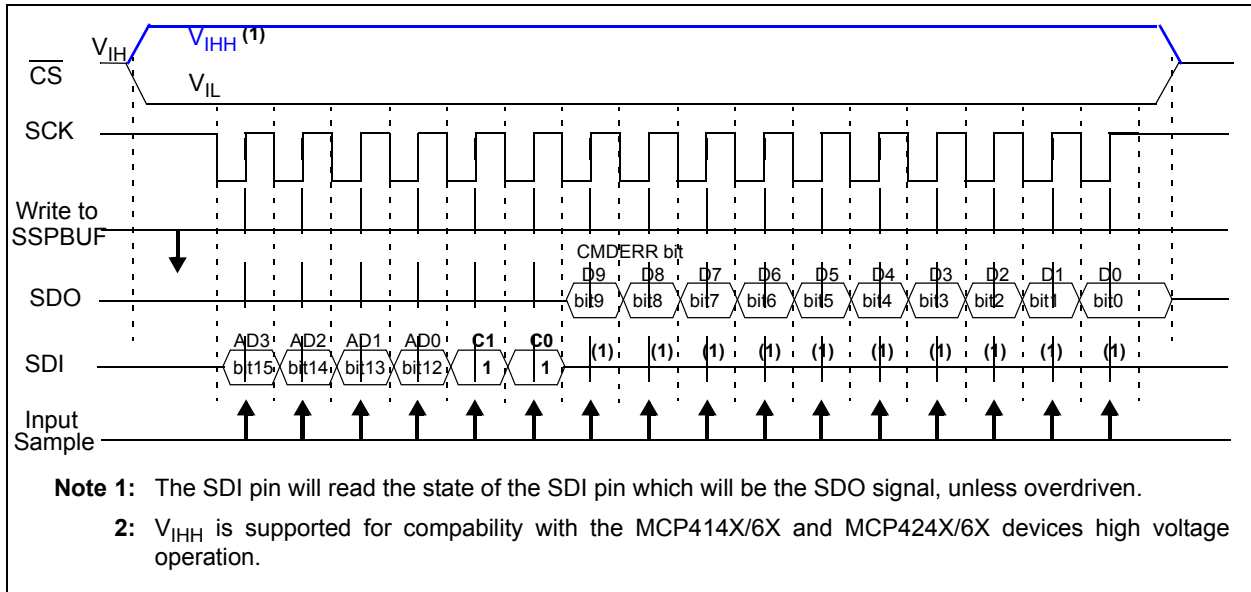 VIH VIHH (1)
CS
VIL
SCK
Write to
SSPBUF
CMDERR bit
D9 D8 D7 D6 D5 D4 D3 D2 D1 D0
SDO bit9 bit8 bit7 bit6 bit5 bit4 bit3 bit2 bit1 bit0
AD3 AD2 AD1 AD0 C1 C0 (1) (1) (1) (1) (1) (1) (1) (1) (1) (1)
SDI bit15 bit14 bit13 bit12 1 1
Input
Sample
Note 1: The SDI pin will read the state of the SDI pin which will be the SDO signal, unless overdriven.
2: VIHH is supported for compability with the MCP414X/6X and MCP424X/6X devices high voltage
operation.